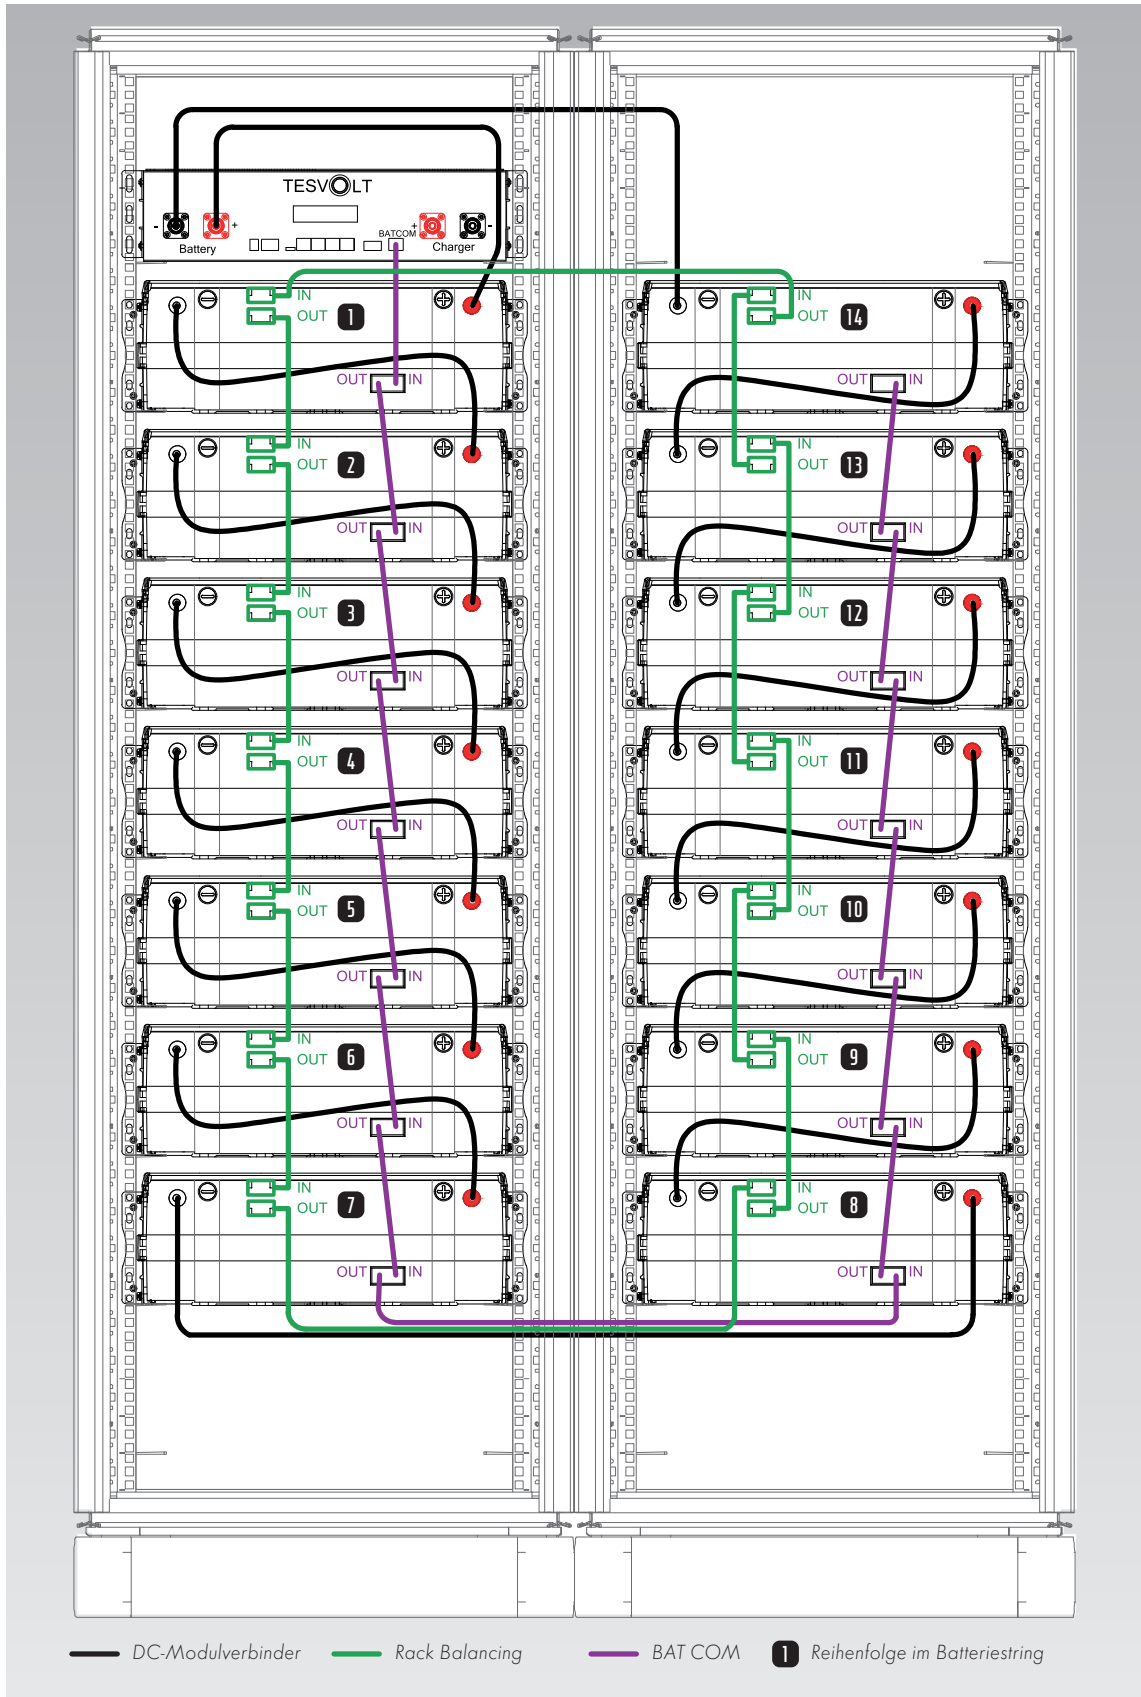 TESVOLT
- + BATCOM + -
Battery Charger
IN IN
OUT 1 OUT 14
OUT IN OUT IN
IN IN
OUT 2 OUT 13
OUT IN OUT IN
IN IN
OUT 3 OUT 12
OUT IN OUT IN
IN IN
OUT 4 OUT 11
OUT IN OUT IN
IN IN
OUT 5 OUT 10
OUT IN OUT IN
IN IN
OUT 6 OUT 9
OUT IN OUT IN
IN IN
OUT 7 OUT 8
OUT IN OUT IN
DC-Modulverbinder Rack Balancing BAT COM 1 Reihenfolge im Batteriestring